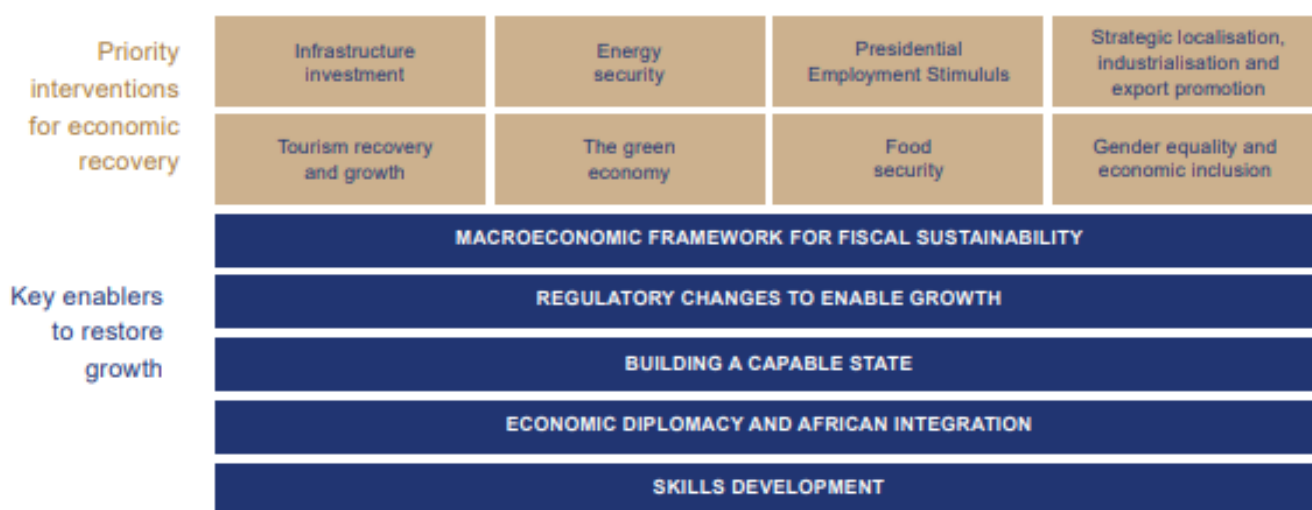 Priority
interventions
for economic
recovery
Infrastructure
investment
Energy
security
Presidential
Employment Stimululs
Strategic localisation,
industrialisation and
export promotion
Tourism recovery
and growth
The green
economy
Food
security
Gender equality and
economic inclusion
Key enablers
to restore
growth
MACROECONOMIC FRAMEWORK FOR FISCAL SUSTAINABILITY
REGULATORY CHANGES TO ENABLE GROWTH
BUILDING A CAPABLE STATE
ECONOMIC DIPLOMACY AND AFRICAN INTEGRATION
SKILLS DEVELOPMENT